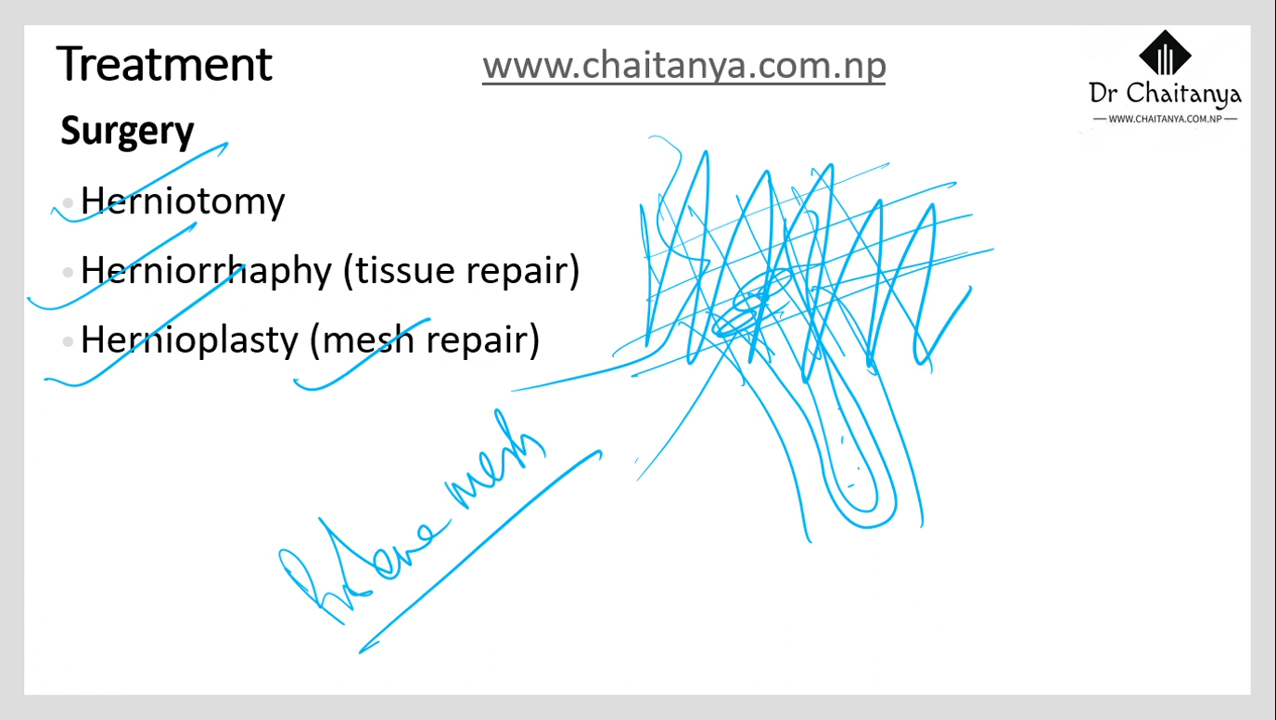 Treatment
www.chaitanya.com.np
Dr Chaitanya
WWW.CHAITANYA.COM.NP
Surgery
Herniotomy
Herniorrhaphy (tissue repair)
Hernioplasty (mesh repair)
mesh